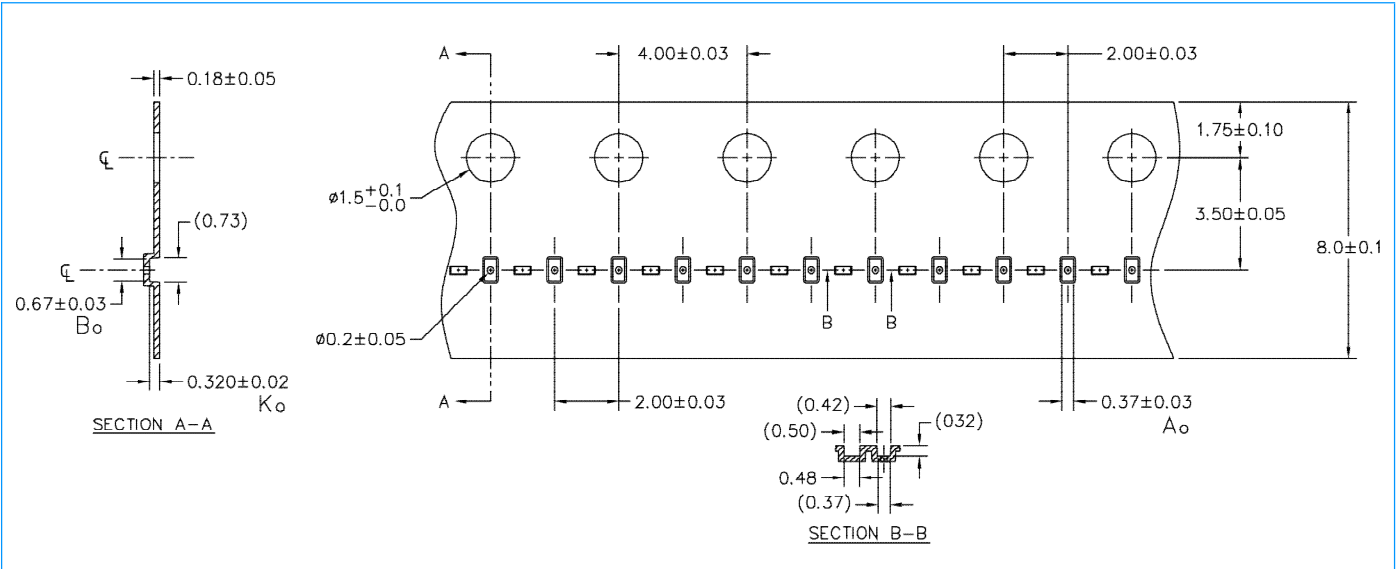 A
4.00±0.03
2.00±0.03
0.18±0.05
1.75±0.10
℄
ø1.5+0.1
-0.0
(0.73)
3.50±0.05
8.0±0.1
℄
0.67±0.03
Bo
B
B
ø0.2±0.05
0.320±0.02
Ko
A
2.00±0.03
(0.42)
0.37±0.03
Ao
SECTION A-A
(0.50)
(032)
0.48
(0.37)
SECTION B-B